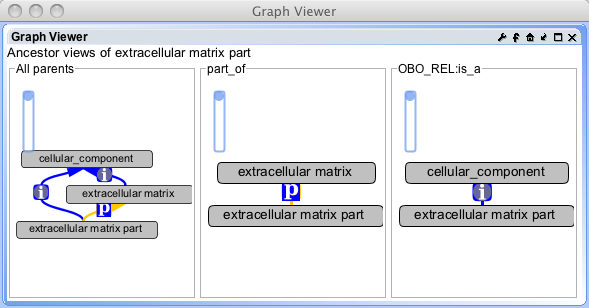 Graph Viewer
Graph Viewer
Ancestor views of extracellular matrix part
All parents
cellular_component
i
i
extracellular matrix
p
extracellular matrix part
part_of
extracellular matrix
p
extracellular matrix part
OBO_REL:is_a
cellular_component
i
extracellular matrix part